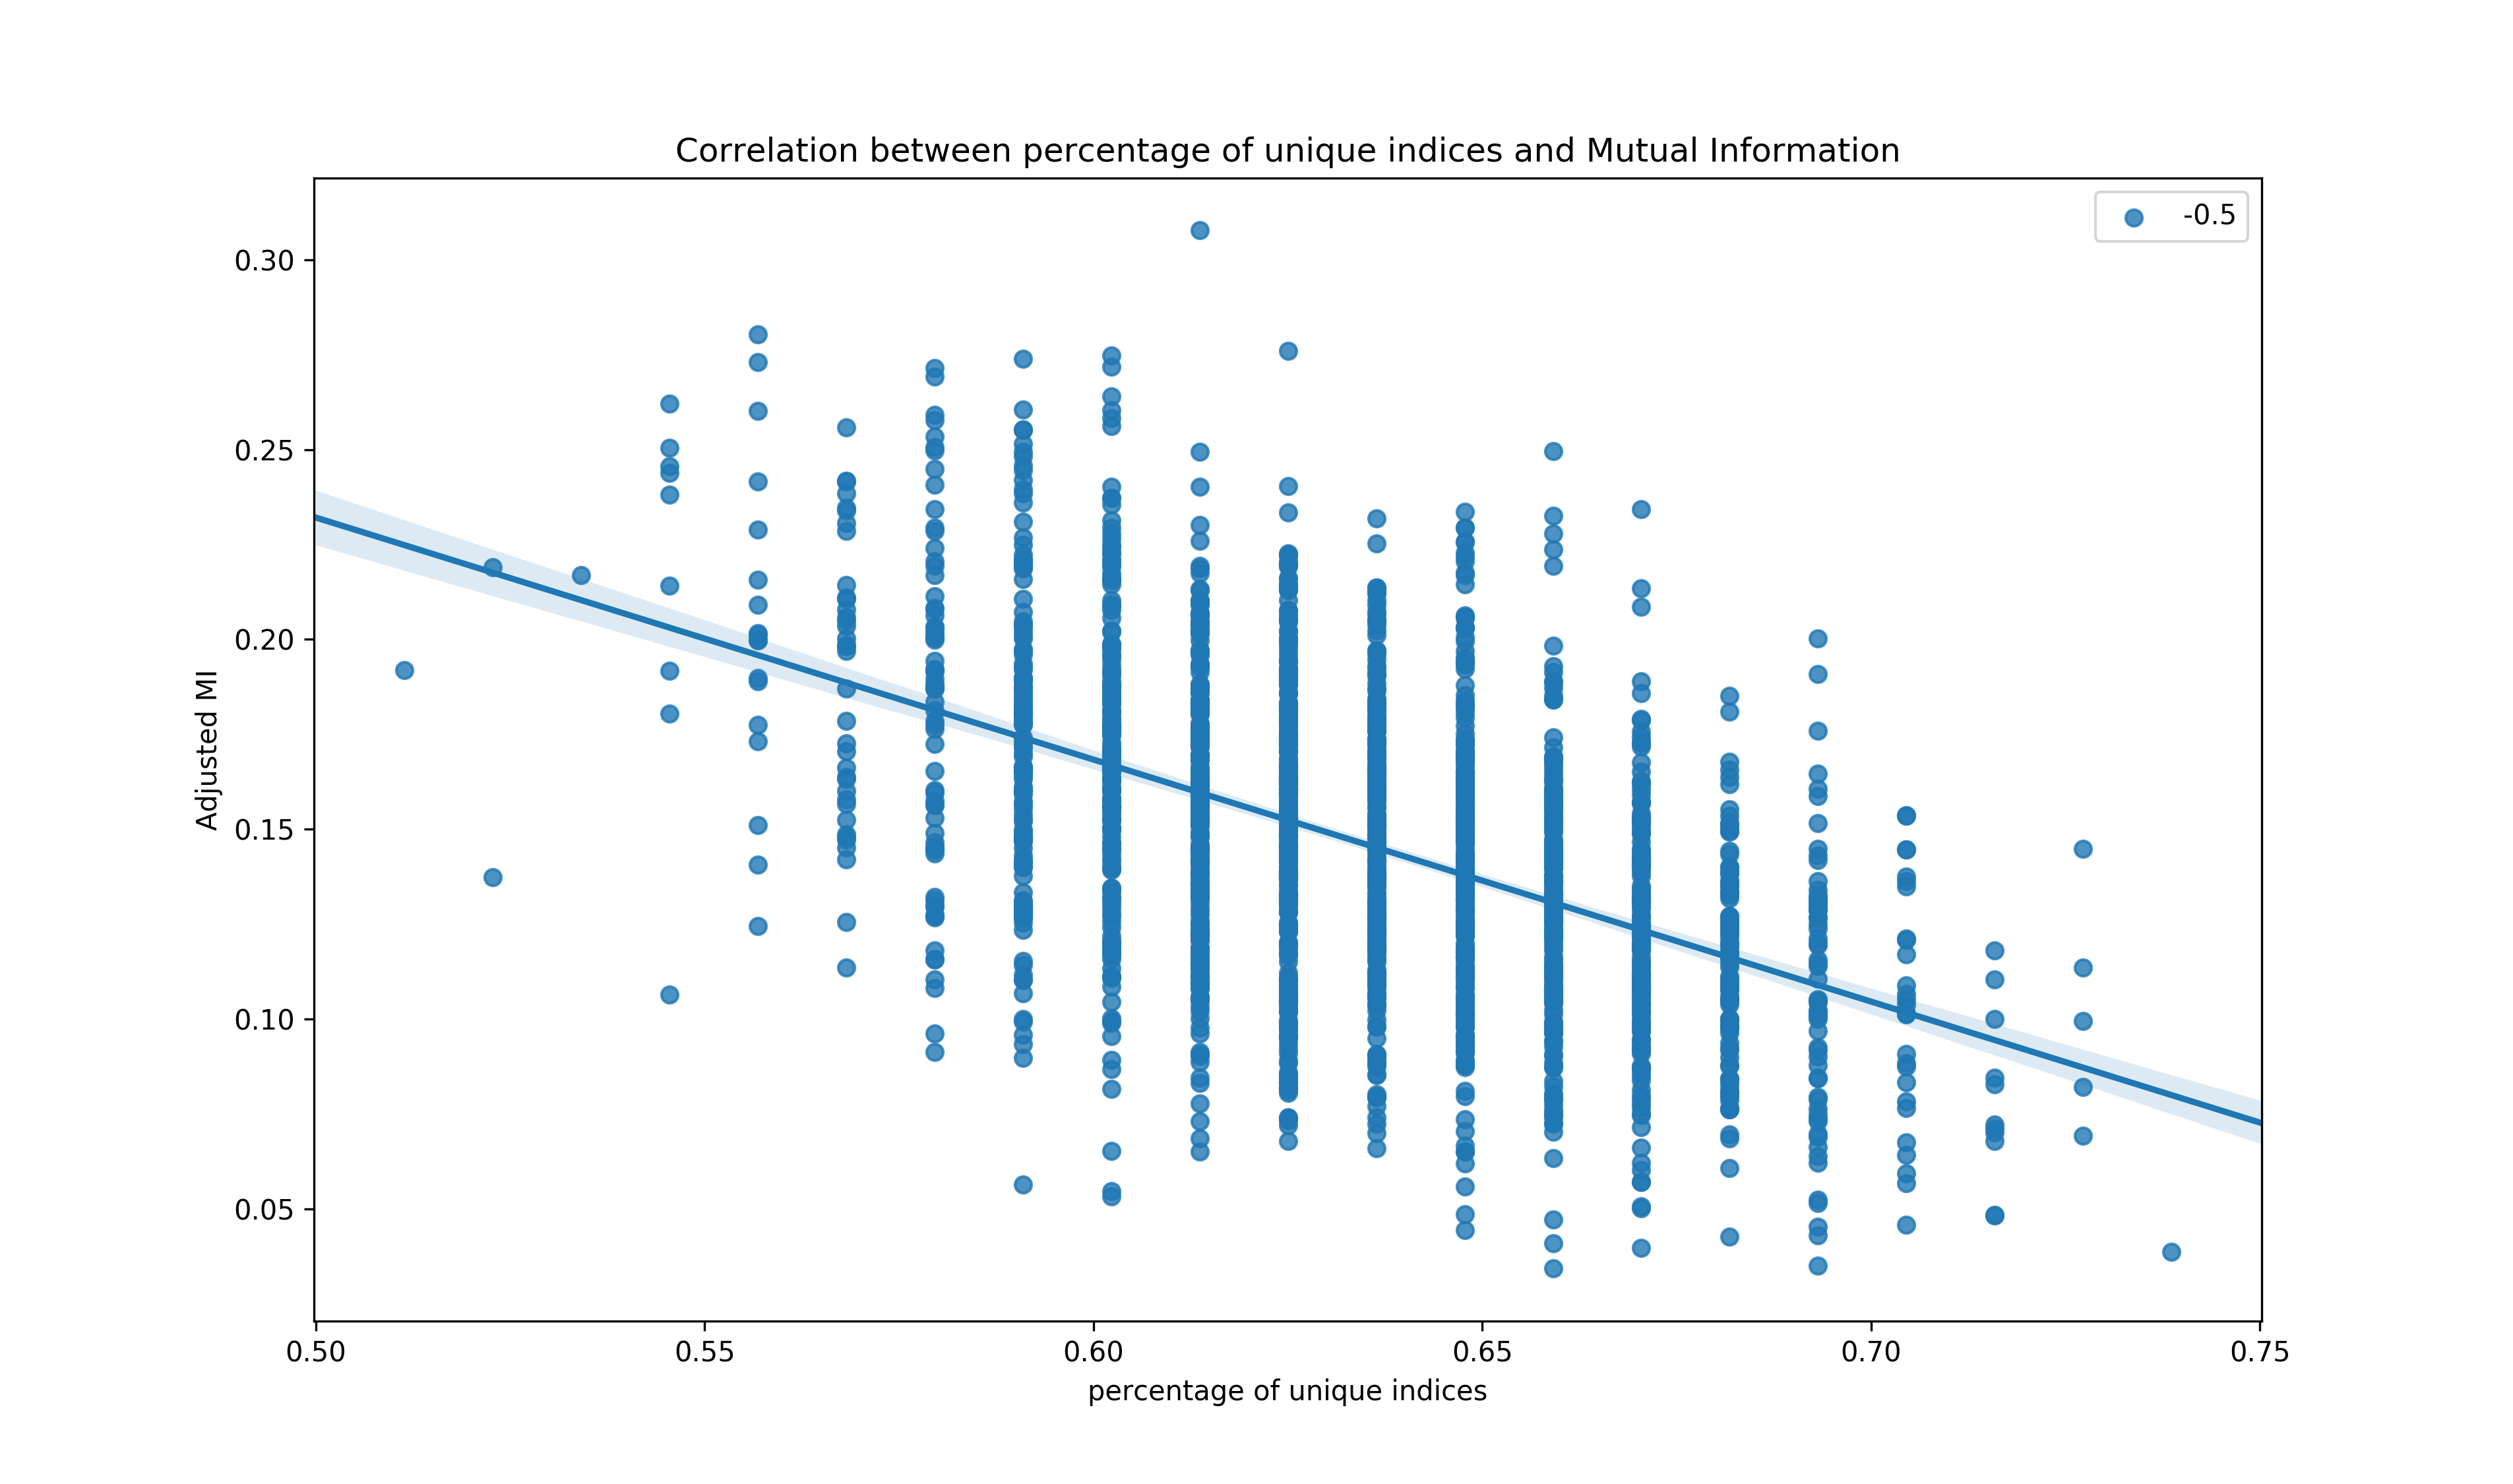 Correlation between percentage of unique indices and Mutual Information
-0.5
0.30
0.25
0.20
0.15
0.10
0.05
Adjusted MI
0.50 0.55 0.60 0.65 0.70 0.75
percentage of unique indices